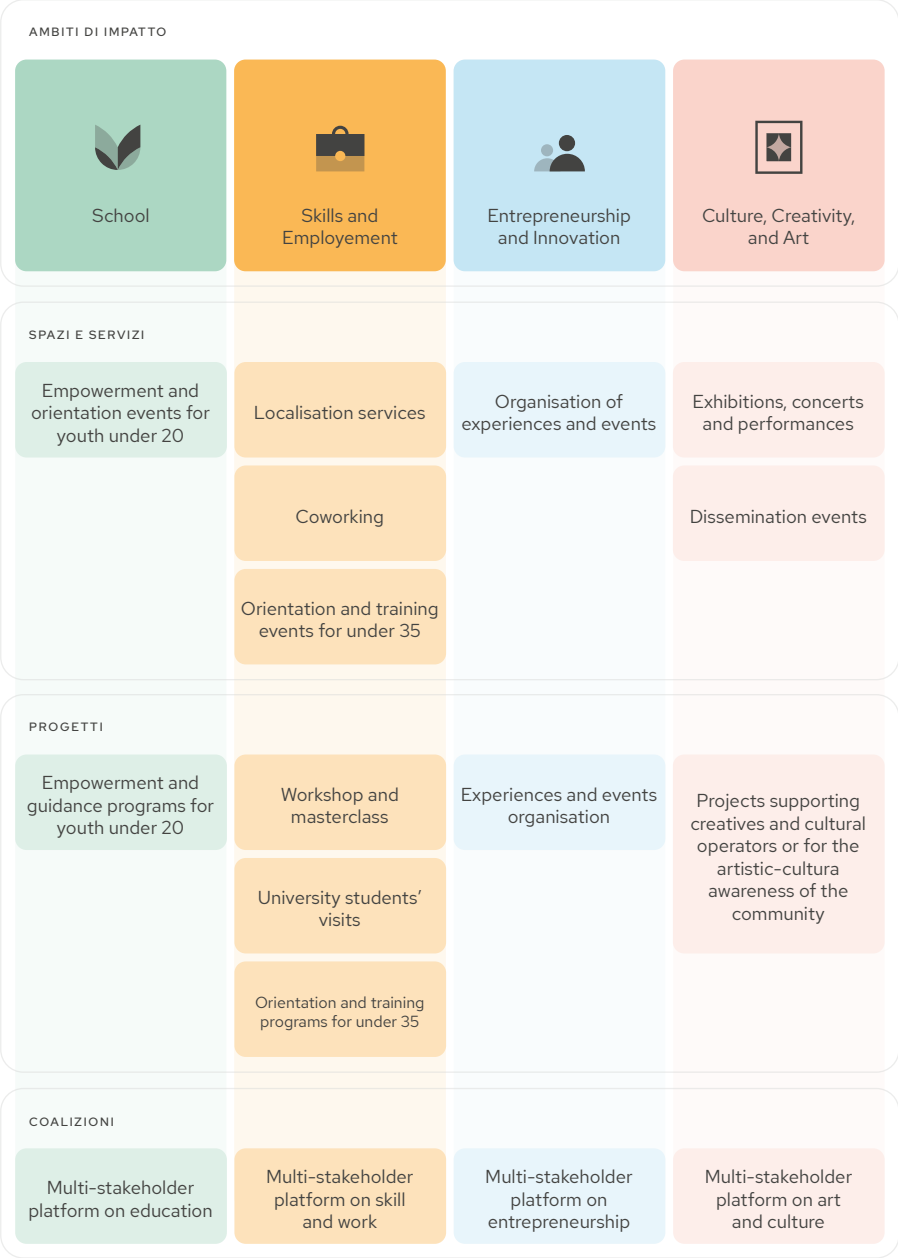 AMBITI DI IMPATTO
School
Skills and
Employement
Entrepreneurship
and Innovation
Culture, Creativity,
and Art
SPAZI E SERVIZI
Empowerment and
orientation events for
youth under 20
Localisation services
Organisation of
experiences and events
Exhibitions, concerts
and performances
Coworking
Dissemination events
Orientation and training
events for under 35
PROGETTI
Empowerment and
guidance programs for
youth under 20
Workshop and
masterclass
Experiences and events
organisation
Projects supporting
creatives and cultural
operators or for the
artistic-cultura
awareness of the
community
University students’
visits
Orientation and training
programs for under 35
COALIZIONI
Multi-stakeholder
platform on education
Multi-stakeholder
platform on skill
and work
Multi-stakeholder
platform on
entrepreneurship
Multi-stakeholder
platform on art
and culture